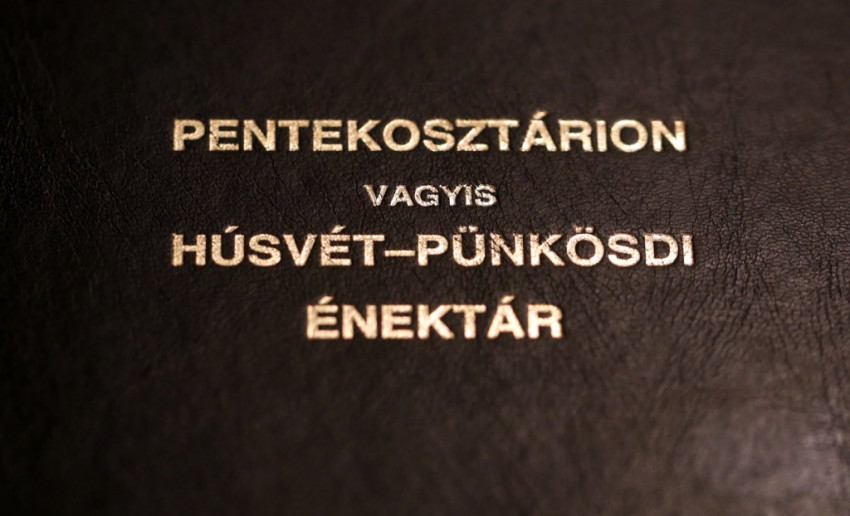 PENTEKOSZTÁRION
VAGYIS
HÚSVÉT–PÜNKÖSDI
ÉNEKTÁR